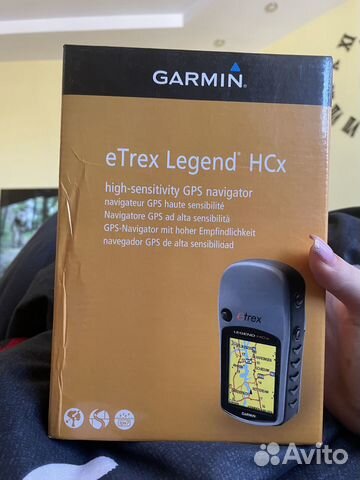 GARMIN
eTrex Legend® HCx
high-sensitivity GPS navigator
navigateur GPS haute sensibilité
Navigatore GPS ad alta sensibilità
GPS-Navigator mit hoher Empfindlichkeit
navegador GPS de alta sensibilioad
etrex
LEGEND HCx
GARMIN
Avito